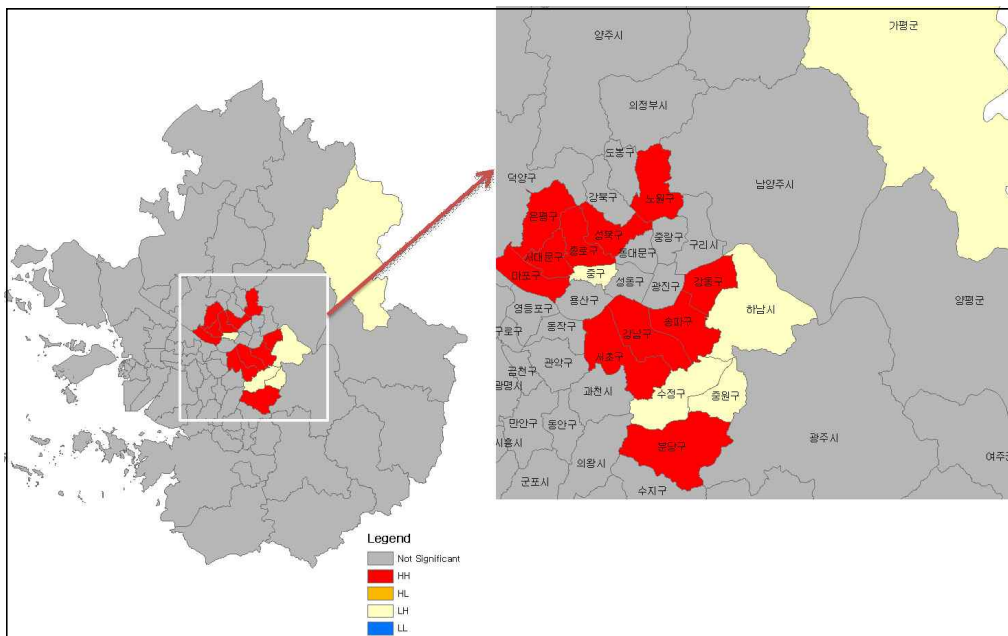 가평군
양주시
의정부시
도봉구
덕양구
강북구
노원구
남양주시
은평구
성북구
중랑구
구리시
서대문구
종로구
동대문구
마포구
중구
성동구
광진구
강동구
용산구
하남시
양평군
영등포구
동작구
송파구
구로구
강남구
서초구
관악구
금천구
광명시
과천시
수정구
중원구
만안구
동안구
광주시
시흥시
분당구
의왕시
여주군
군포시
수지구
Legend
Not Significant
HH
HL
LH
LL